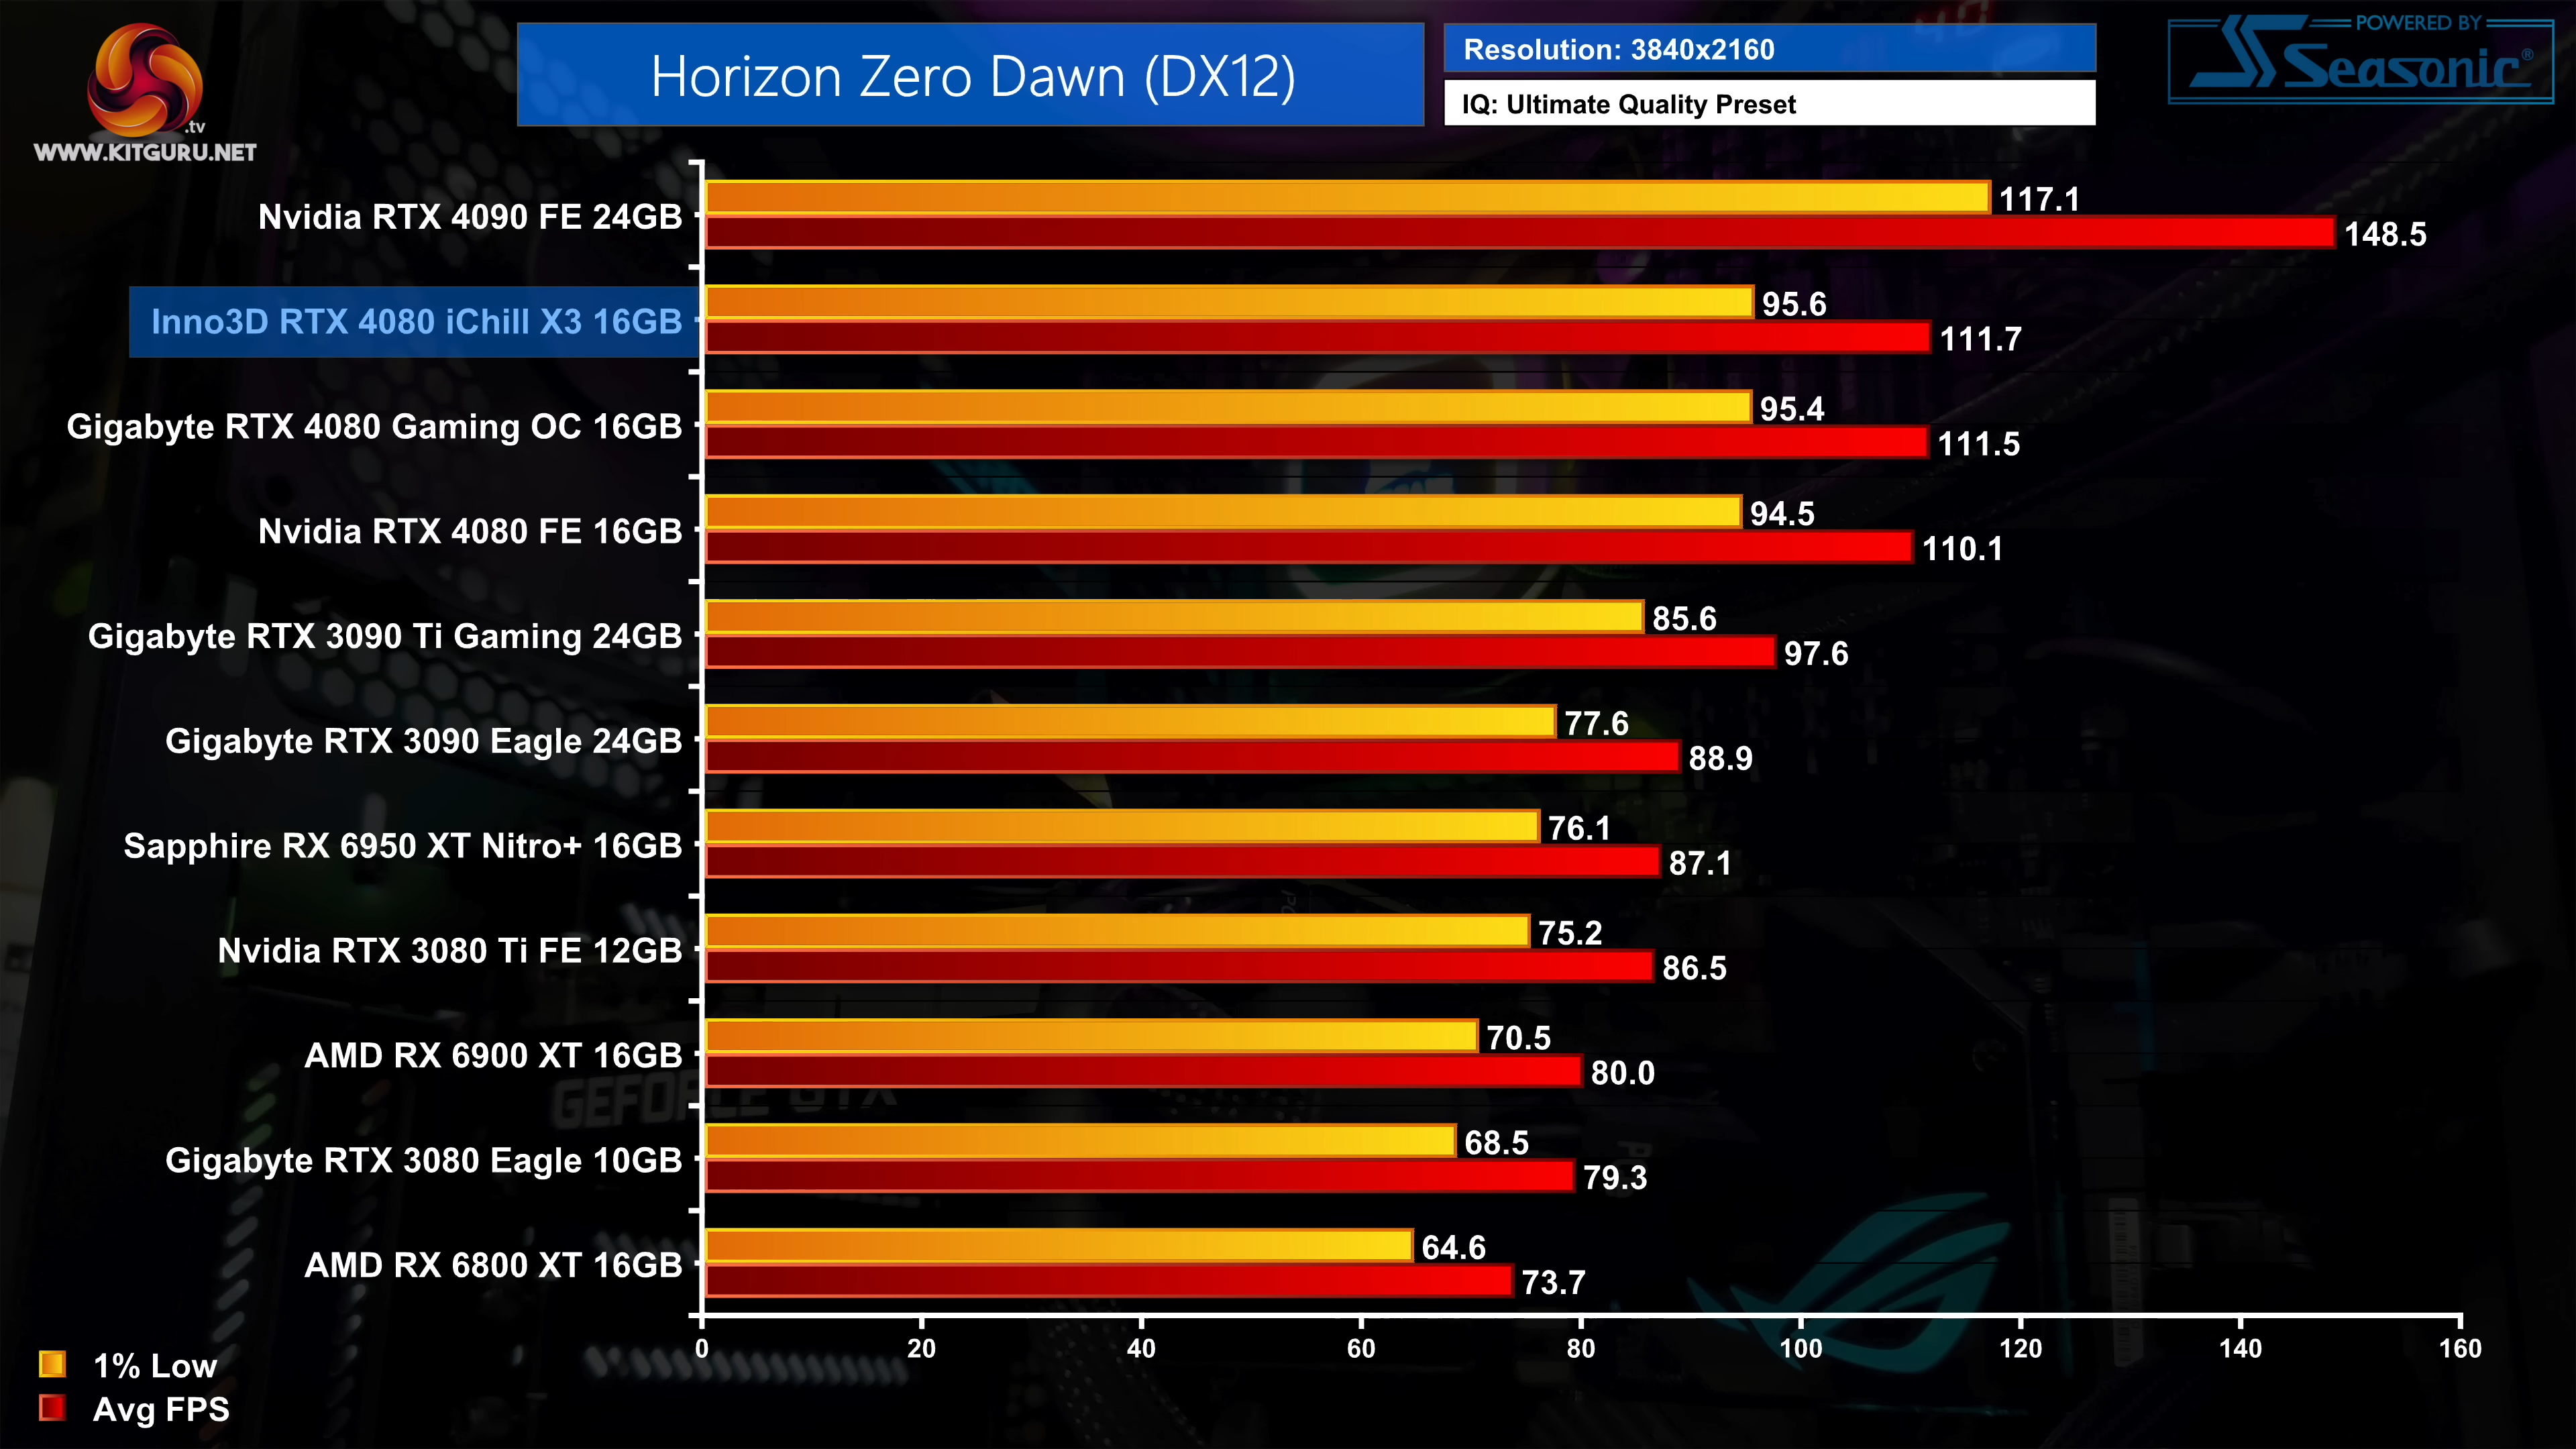 .tv
WWW.KITGURU.NET
Horizon Zero Dawn (DX12)
Resolution: 3840x2160
IQ: Ultimate Quality Preset
POWERED BY
Seasonic®
Nvidia RTX 4090 FE 24GB
117.1
148.5
Inno3D RTX 4080 iChill X3 16GB
95.6
111.7
Gigabyte RTX 4080 Gaming OC 16GB
95.4
111.5
Nvidia RTX 4080 FE 16GB
94.5
110.1
Gigabyte RTX 3090 Ti Gaming 24GB
85.6
97.6
Gigabyte RTX 3090 Eagle 24GB
77.6
88.9
Sapphire RX 6950 XT Nitro+ 16GB
76.1
87.1
Nvidia RTX 3080 Ti FE 12GB
75.2
86.5
AMD RX 6900 XT 16GB
70.5
80.0
GEFORCE GTX
Gigabyte RTX 3080 Eagle 10GB
68.5
79.3
AMD RX 6800 XT 16GB
64.6
73.7
0 20 40 60 80 100 120 140 160
1% Low
Avg FPS